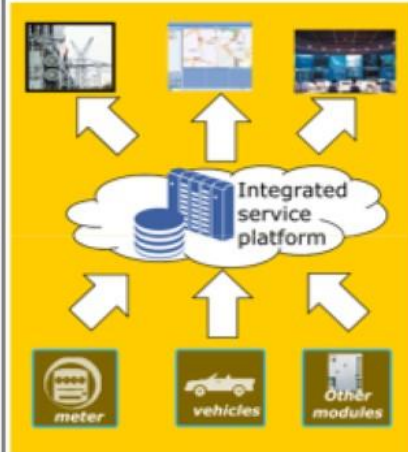 Integrated
service
platform
meter
vehicles
Other
modules